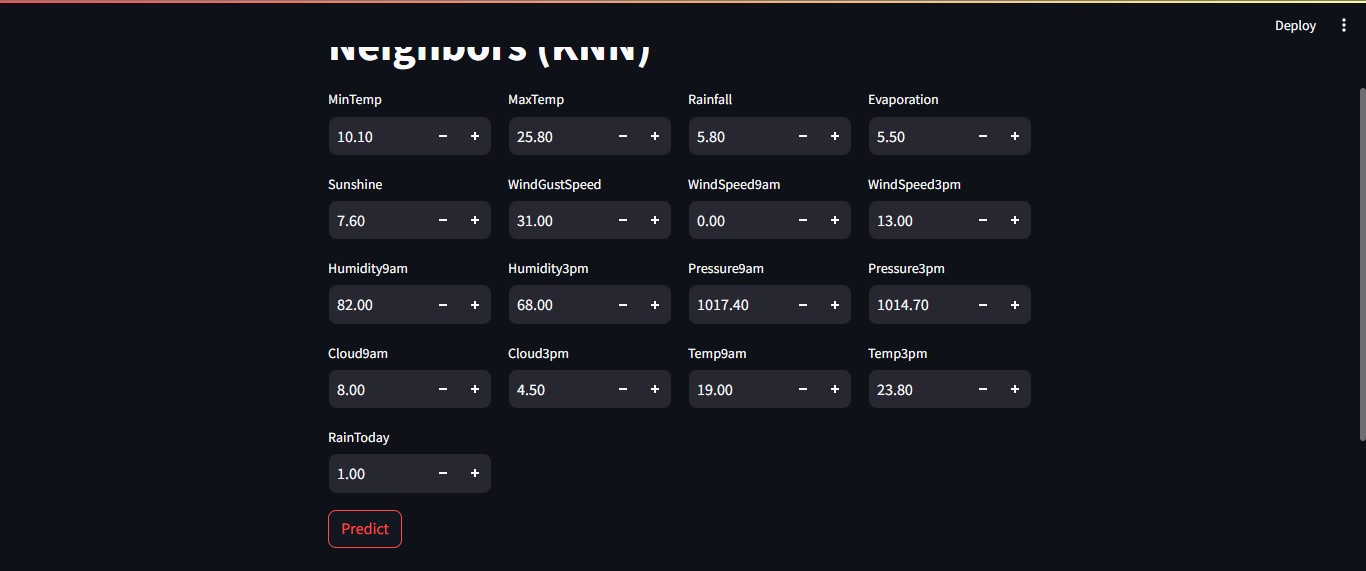 Deploy
Neighbors (KNN)
MinTemp MaxTemp Rainfall Evaporation
10.10 25.80 5.80 5.50
Sunshine WindGustSpeed WindSpeed9am WindSpeed3pm
7.60 31.00 0.00 13.00
Humidity9am Humidity3pm Pressure9am Pressure3pm
82.00 68.00 1017.40 1014.70
Cloud9am Cloud3pm Temp9am Temp3pm
8.00 4.50 19.00 23.80
RainToday
1.00
Predict